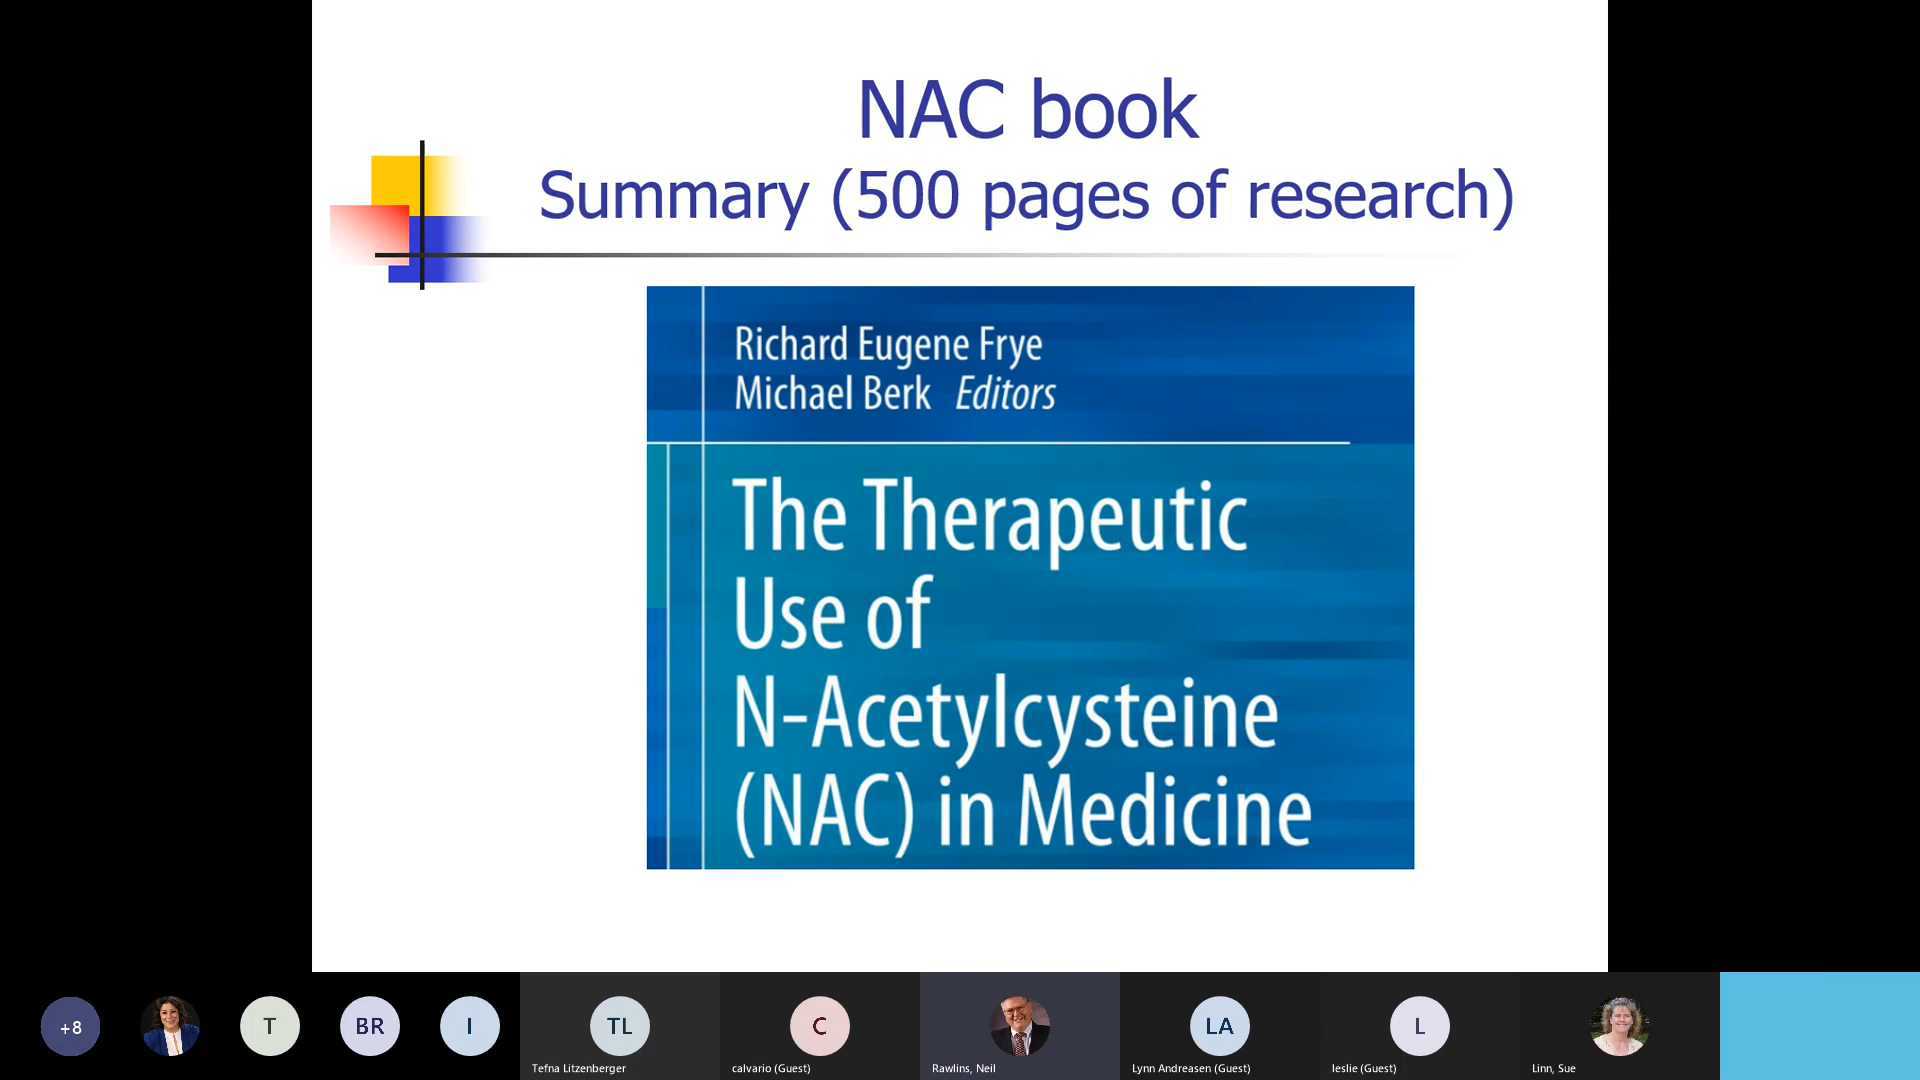 NAC book
Summary (500 pages of research)
Richard Eugene Frye
Michael Berk Editors
The Therapeutic
Use of
N-Acetylcysteine
(NAC) in Medicine
+8
T
BR
I
TL
Tefna Litzenberger
C
calvario (Guest)
Rawlins, Neil
LA
Lynn Andreasen (Guest)
L
leslie (Guest)
Linn, Sue